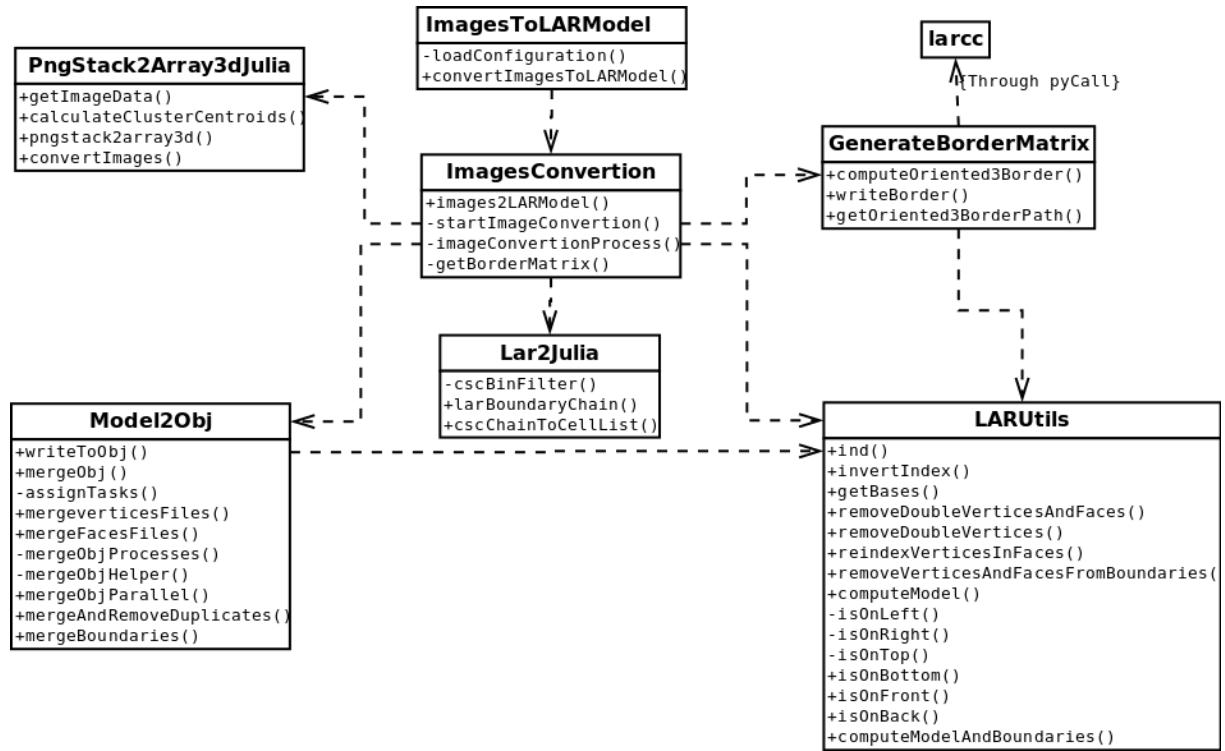 ImagesToLARModel
-loadConfiguration()
+convertImagesToLARModel()
larcc
{Through pyCall}
PngStack2Array3dJulia
+getImageData()
+calculateClusterCentroids()
+pngstack2array3d()
+convertImages()
ImagesConvertion
+images2LARModel()
-startImageConvertion()
-imageConvertionProcess()
-getBorderMatrix()
GenerateBorderMatrix
+computeOriented3Border()
+writeBorder()
+getOriented3BorderPath()
Lar2Julia
-cscBinFilter()
+larBoundaryChain()
+cscChainToCellList()
Model2Obj
+writeToObj()
+mergeObj()
-assignTasks()
+mergeverticesFiles()
+mergeFacesFiles()
-mergeObjProcesses()
-mergeObjHelper()
+mergeObjParallel()
+mergeAndRemoveDuplicates()
+mergeBoundaries()
LARUtils
+ind()
+invertIndex()
+getBases()
+removeDoubleVerticesAndFaces()
+removeDoubleVertices()
+reindexVerticesInFaces()
+removeVerticesAndFacesFromBoundaries(
+computeModel()
-isOnLeft()
-isOnRight()
-isOnTop()
+isOnBottom()
+isOnFront()
+isOnBack()
+computeModelAndBoundaries()